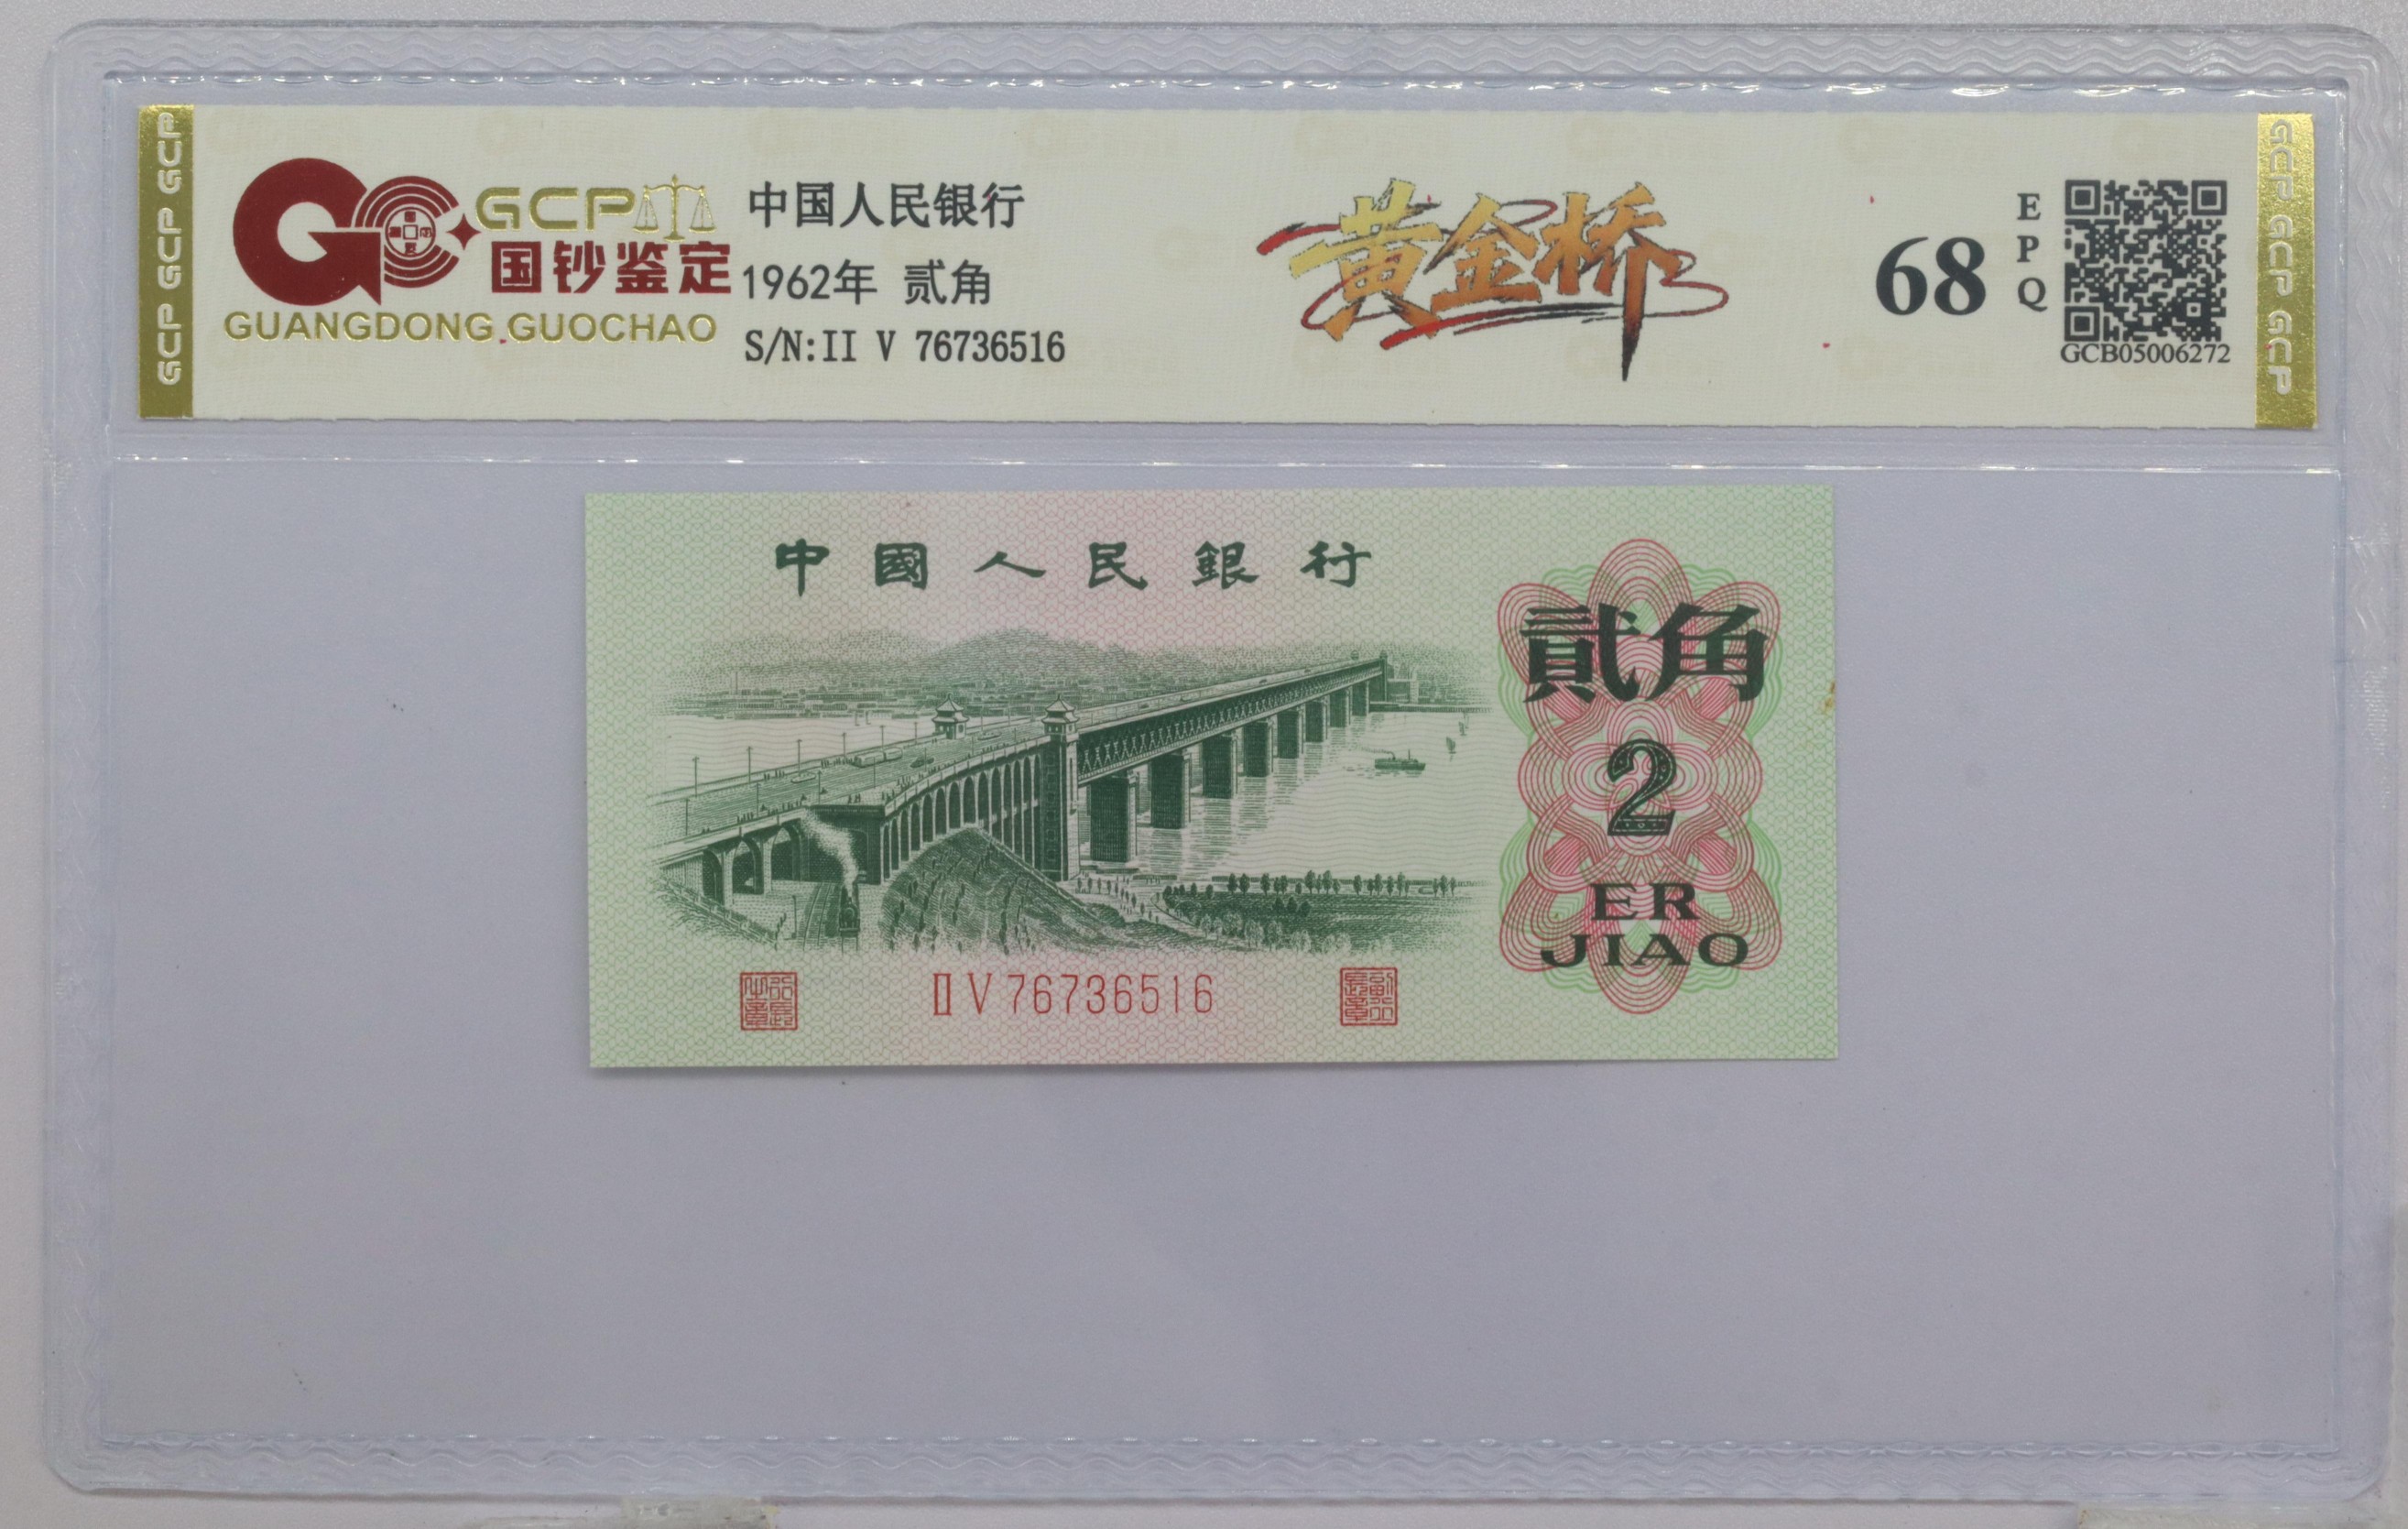 GCP GCP GCP
GCP
国钞鉴定
GUANGDONG GUOCHAO
中国人民银行
1962年 贰角
S/N:II V 76736516
黄金桥
68
EPQ
GCB05006272
GCP GCP GCP
中國人民銀行
貳角
2
ER
JIAO
II V 76736516